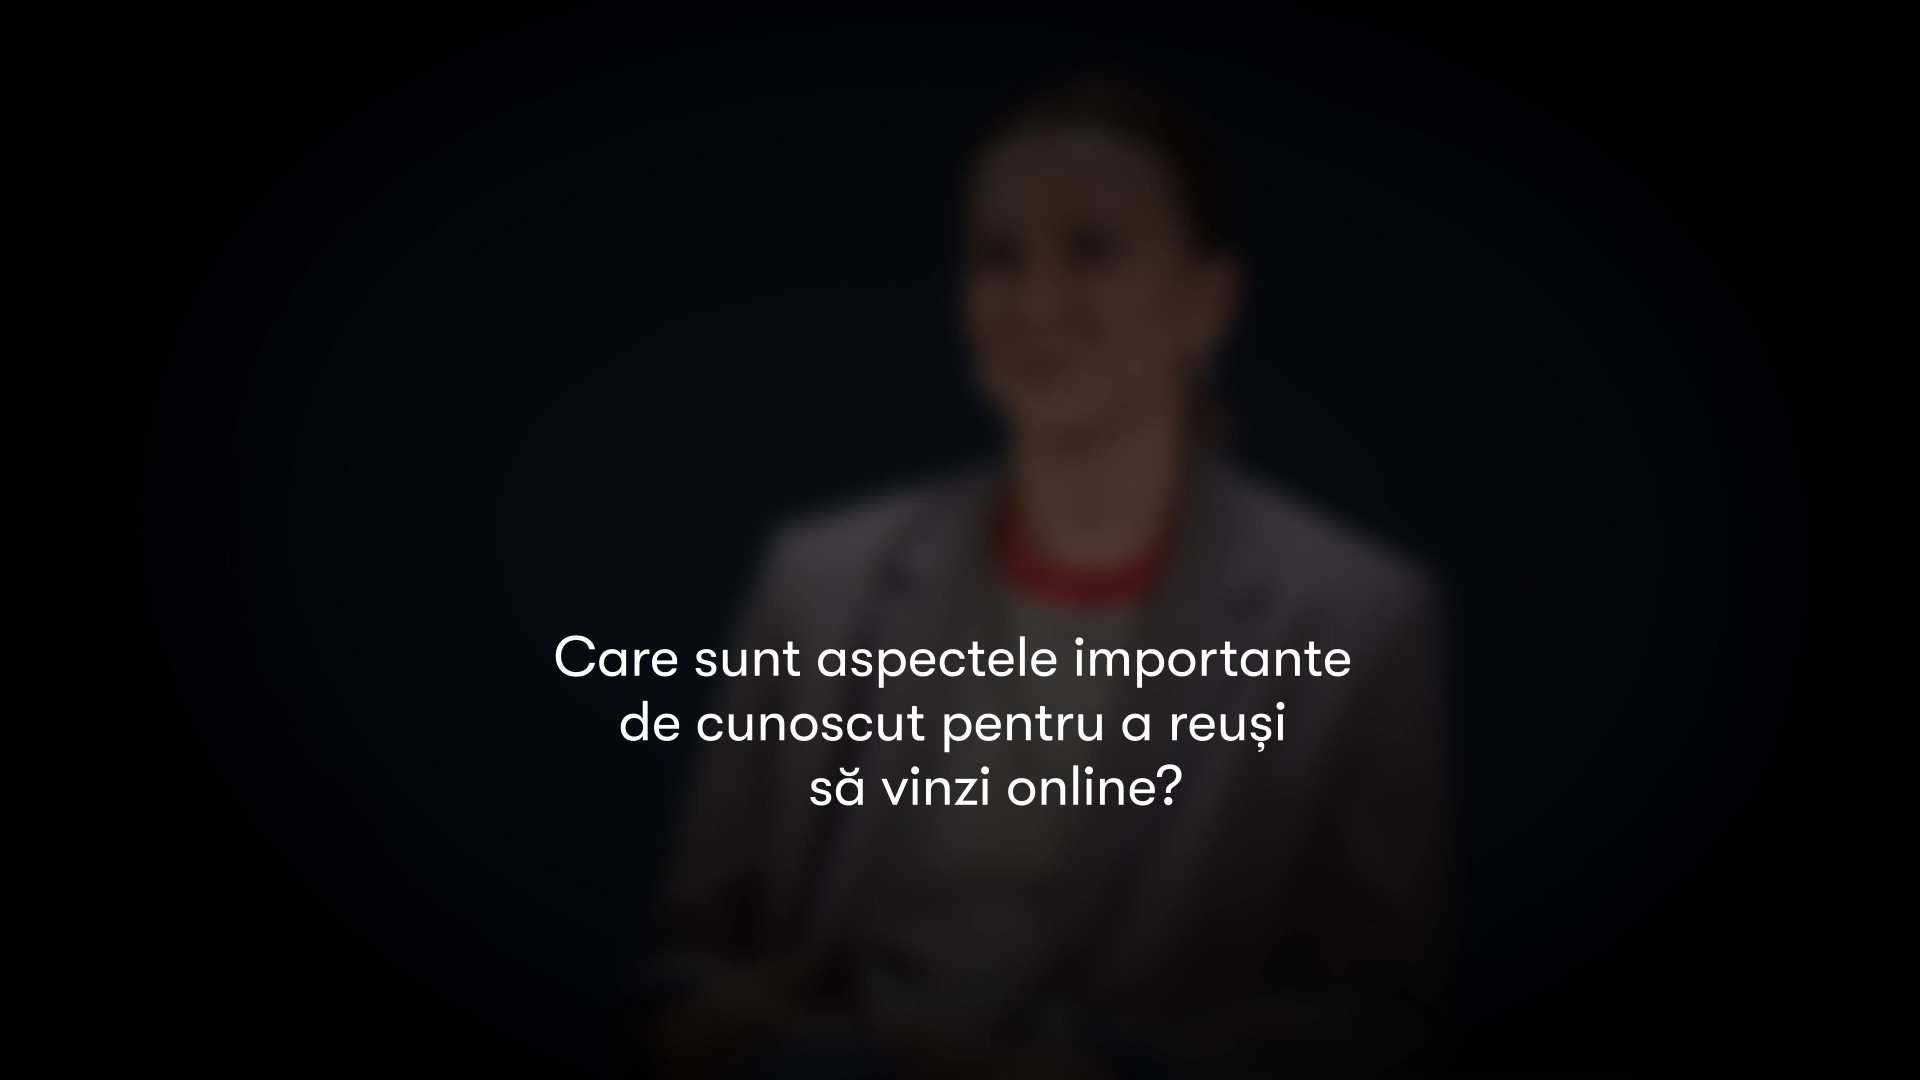 Care sunt aspectele importante
de cunoscut pentru a reuși
să vinzi online?